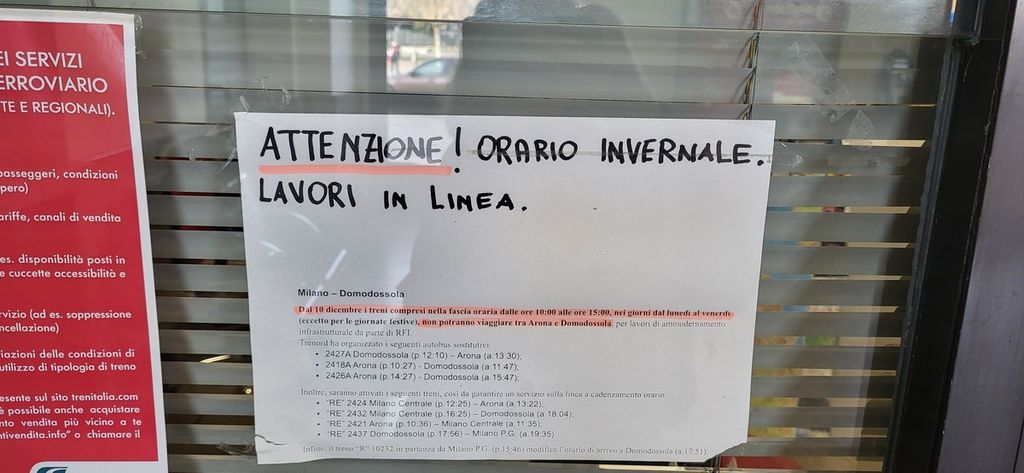 EI SERVIZI
ERROVIARIO
TE E REGIONALI).
passeggeri, condizioni
pero)
ariffe, canali di vendita
es. disponibilità posti in
e cuccette accessibilità e
rvizio (ad es. soppressione
ncellazione)
iazioni delle condizioni di
utilizzo di tipologia di treno
esente sul sito trenitalia.com
è possibile anche acquistare
nto vendita più vicino a te
ntivendita.info" o chiamare il
ATTENZIONE! ORARIO INVERNALE.
LAVORI IN LINEA.
Milano – Domodossola
Dal 10 dicembre i treni compresi nella fascia oraria dalle ore 10:00 alle ore 15:00, nei giorni dal lunedì al venerdì
(eccetto per le giornate festive), non potranno viaggiare tra Arona e Domodossola, per lavori di ammodernamento
infrastrutturale da parte di RFI.
Trenord ha organizzato i seguenti autobus sostitutivi:
• 2427A Domodossola (p.12:10) – Arona (a.13:30);
• 2418A Arona (p.10:27) - Domodossola (a.11:47);
• 2426A Arona (p.14:27) - Domodossola (a.15:47);
Inoltre, saranno attivati i seguenti treni, così da garantire un servizio sulla linea a cadenzamento orario:
• "RE" 2424 Milano Centrale (p.12:25) – Arona (a.13:22);
• "RE" 2432 Milano Centrale (p.16:25) – Domodossola (a.18:04);
• "RE" 2421 Arona (p.10:36) – Milano Centrale (a.11:35);
• "RE" 2437 Domodossola (p.17:56) – Milano P.G. (a.19:35)
Infine, il treno "R" 10232 in partenza da Milano P.G. (p.15:46) modifica l'orario di arrivo a Domodossola (a.17:51)